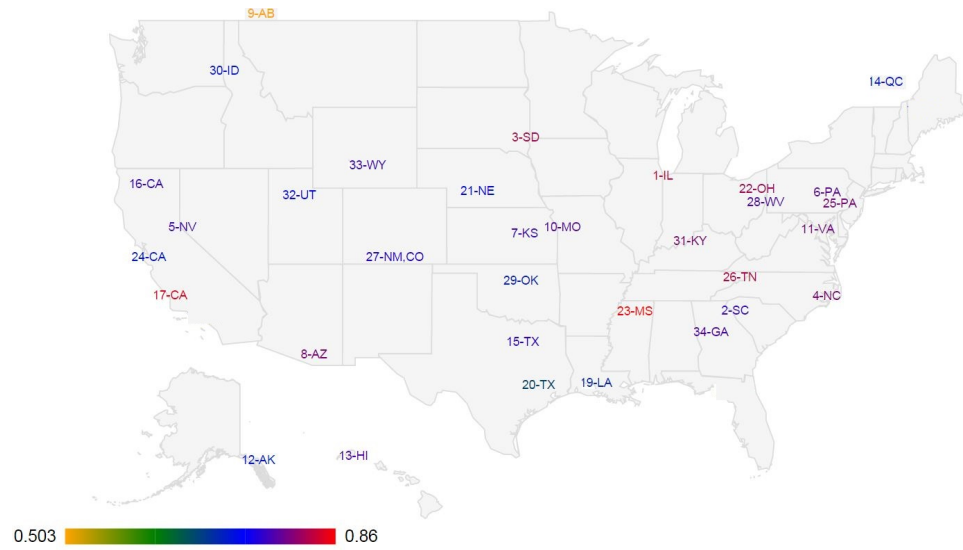 9-AB
30-ID
14-QC
3-SD
33-WY
1-IL
16-CA
32-UT
21-NE
22-OH
6-PA
28-WV
25-PA
5-NV
7-KS
10-MO
11-VA
31-KY
24-CA
27-NM,CO
29-OK
26-TN
17-CA
4-NC
23-MS
2-SC
34-GA
15-TX
8-AZ
20-TX
19-LA
12-AK
13-HI
0.503
0.86